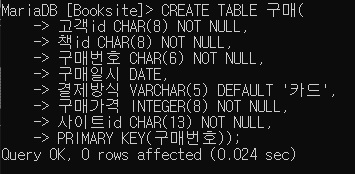 MariaDB [Booksite]> CREATE TABLE 구매(
-> 고객id CHAR(8) NOT NULL,
-> 책id CHAR(8) NOT NULL,
-> 구매번호 CHAR(6) NOT NULL,
-> 구매일시 DATE,
-> 결제방식 VARCHAR(5) DEFAULT '카드',
-> 구매가격 INTEGER(8) NOT NULL,
-> 사이트id CHAR(13) NOT NULL,
-> PRIMARY KEY(구매번호));
Query OK, 0 rows affected (0.024 sec)